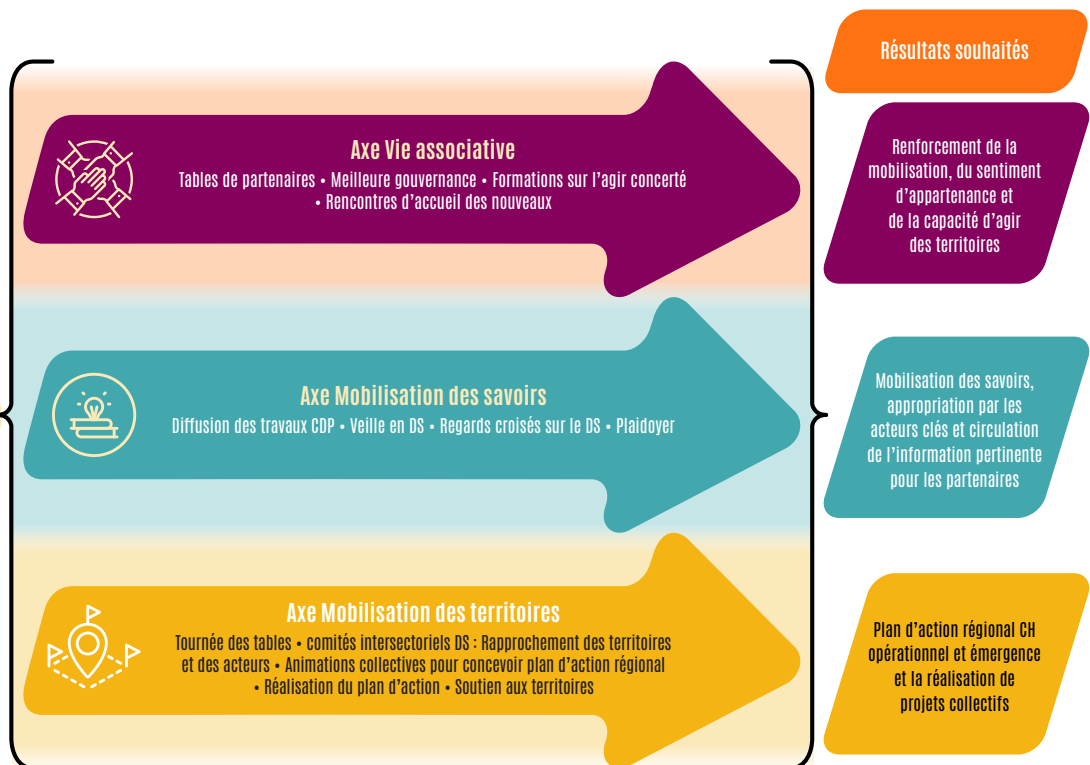 Résultats souhaités
Axe Vie associative
Tables de partenaires • Meilleure gouvernance • Formations sur l'agir concerté
• Rencontres d'accueil des nouveaux
Renforcement de la
mobilisation, du sentiment
d'appartenance et
de la capacité d'agir
des territoires
Axe Mobilisation des savoirs
Diffusion des travaux CDP • Veille en DS • Regards croisés sur le DS • Plaidoyer
Mobilisation des savoirs,
appropriation par les
acteurs clés et circulation
de l'information pertinente
pour les partenaires
Axe Mobilisation des territoires
Tournée des tables • comités intersectoriels DS : Rapprochement des territoires
et des acteurs • Animations collectives pour concevoir plan d'action régional
• Réalisation du plan d'action • Soutien aux territoires
Plan d'action régional CH
opérationnel et émergence
et la réalisation de
projets collectifs